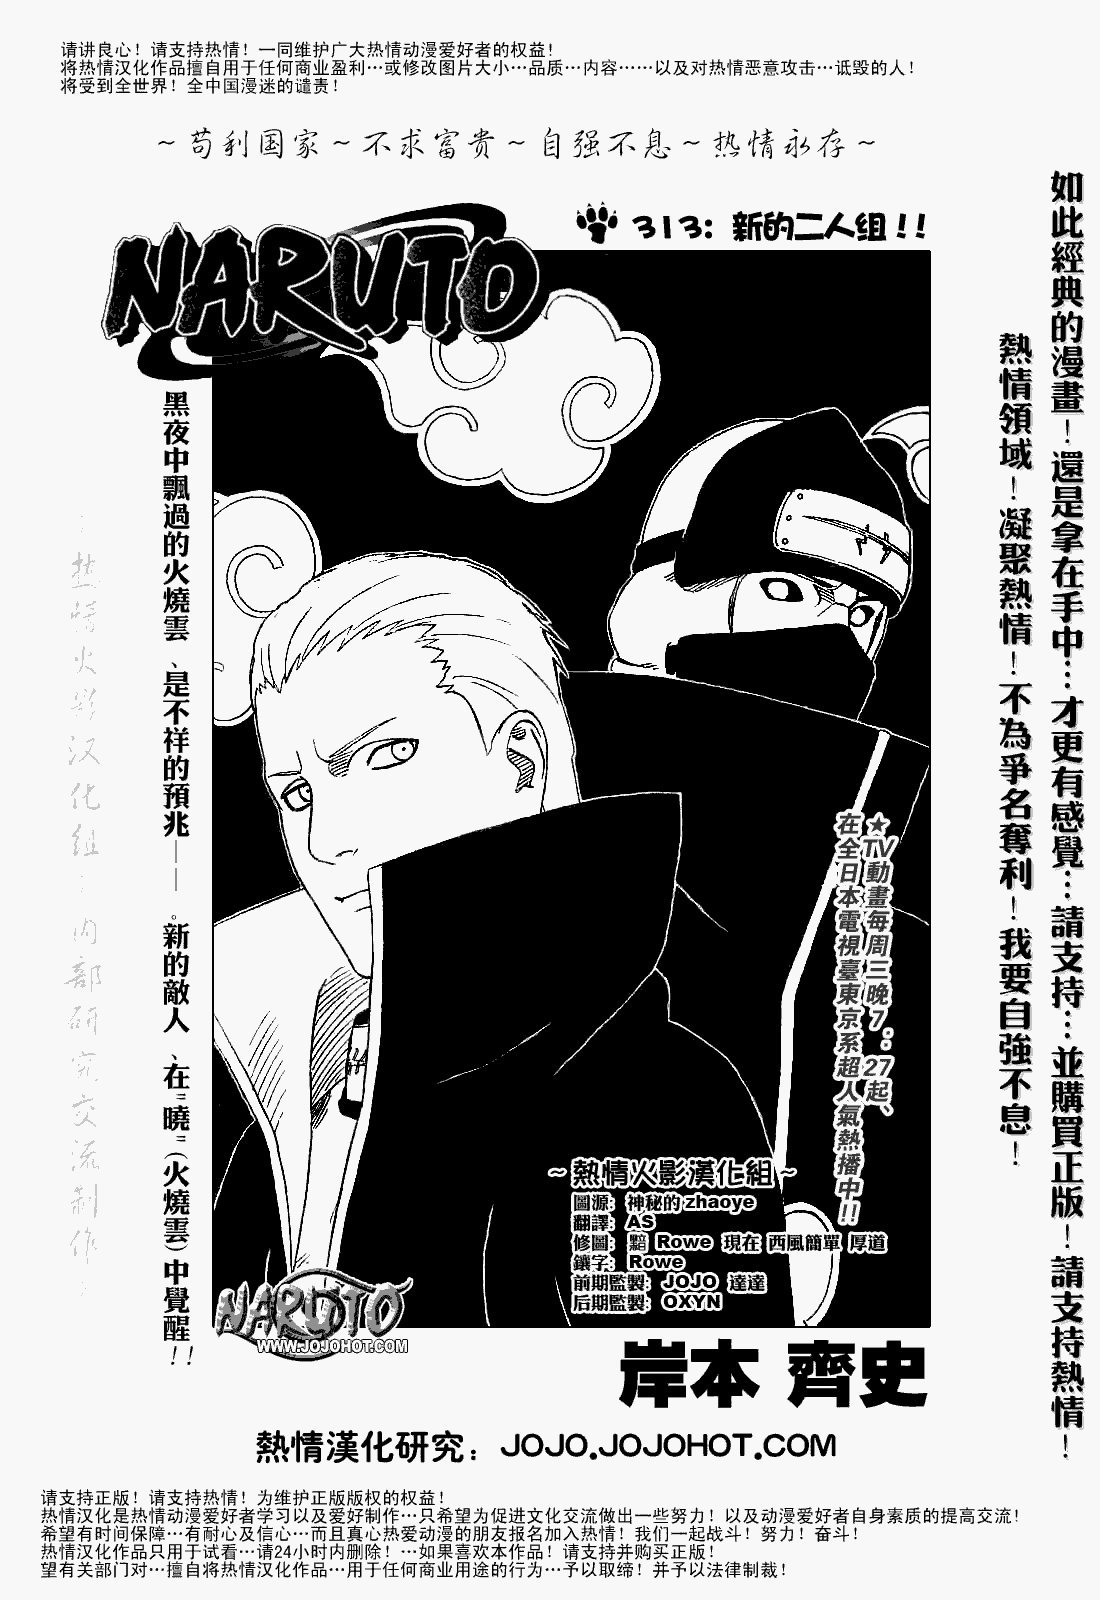 请讲良心！请支持热情！一同维护广大热情动漫爱好者的权益！
将热情汉化作品擅自用于任何商业盈利…或修改图片大小…品质…内容……以及对热情恶意攻击…诋毁的人！
将受到全世界！全中国漫迷的谴责！
～苟利国家～不求富贵～自强不息～热情永存～
如此經典的漫畫！還是拿在手中…才更有感覺…請支持…並購買正版！請支持熱情！
熱情領域！凝聚熱情！不為爭名奪利！我要自強不息！
313：新的二人组！！
NARUTO
黑夜中飄過的火燒雲、是不祥的預兆——。新的敵人、在"曉"（火燒雲）中覺醒！！
热情火影汉化组：内部研究交流制作
★TV動畫每周三晚7：27起、
在全日本電視臺東京系超人氣熱播中！！
～熱情火影漢化組～
圖源：神秘的 zhaoye
翻譯：AS
修圖：黯 Rowe 現在 西風簡單 厚道
鑲字：Rowe
前期監製：JOJO 達達
后期監製：OXYN
NARUTO
WWW.JOJOHOT.COM
岸本 齊史
熱情漢化研究：JOJO.JOJOHOT.COM
请支持正版！请支持热情！为维护正版版权的权益！
热情汉化是热情动漫爱好者学习以及爱好制作…只希望为促进文化交流做出一些努力！以及动漫爱好者自身素质的提高交流！
希望有时间保障…有耐心及信心…而且真心热爱动漫的朋友报名加入热情！我们一起战斗！努力！奋斗！
热情汉化作品只用于试看…请24小时内删除！…如果喜欢本作品！请支持并购买正版！
望有关部门对…擅自将热情汉化作品…用于任何商业用途的行为…予以取缔！并予以法律制裁！